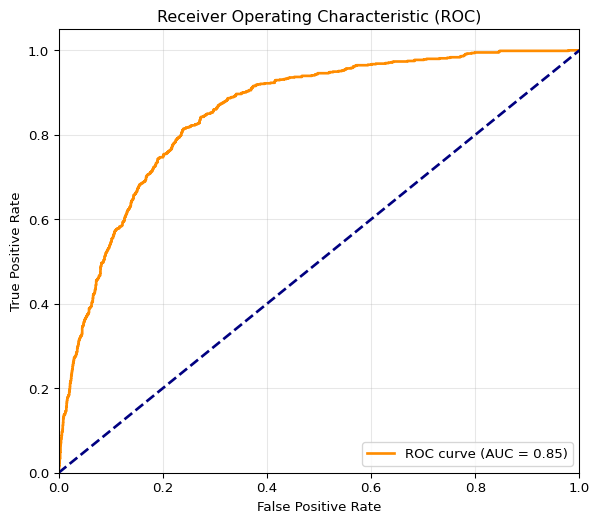 Receiver Operating Characteristic (ROC)
True Positive Rate
1.0
0.8
0.6
0.4
0.2
0.0
ROC curve (AUC = 0.85)
0.0 0.2 0.4 0.6 0.8 1.0
False Positive Rate